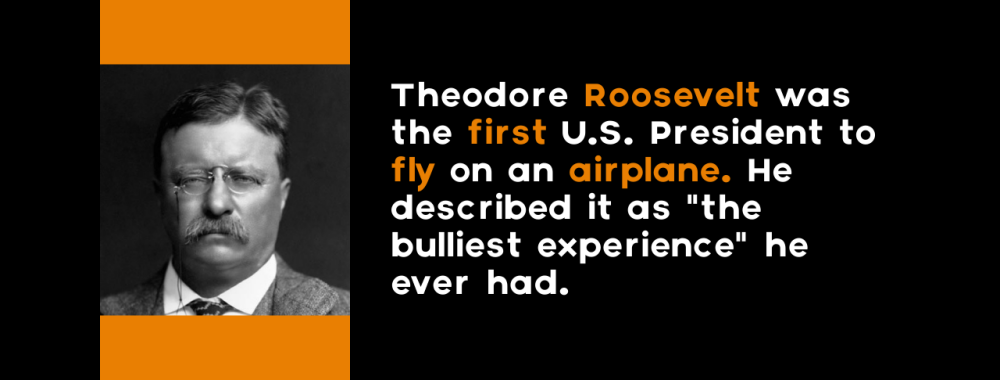 Theodore Roosevelt was
the first U.S. President to
fly on an airplane. He
described it as "the
bulliest experience" he
ever had.